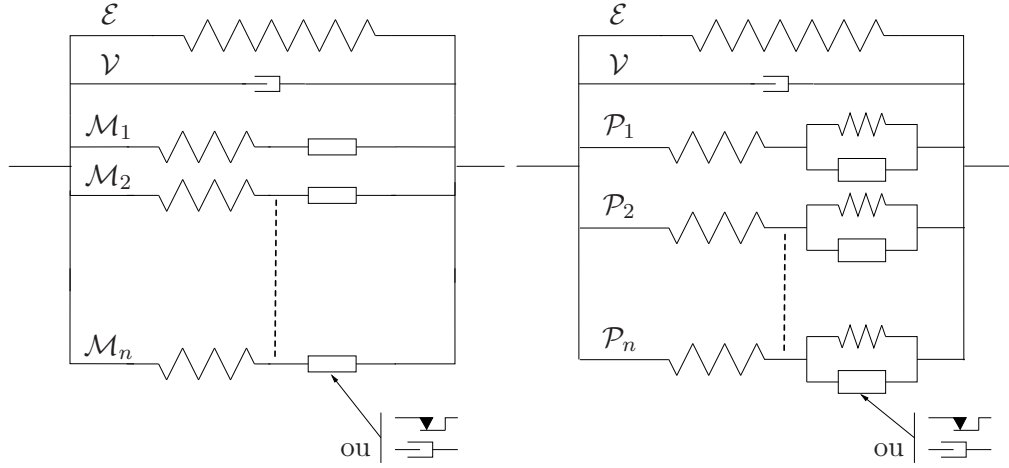 ℰ
𝒱
ℳ₁
ℳ₂
ℳₙ
ou
ℰ
𝒱
𝒫₁
𝒫₂
𝒫ₙ
ou